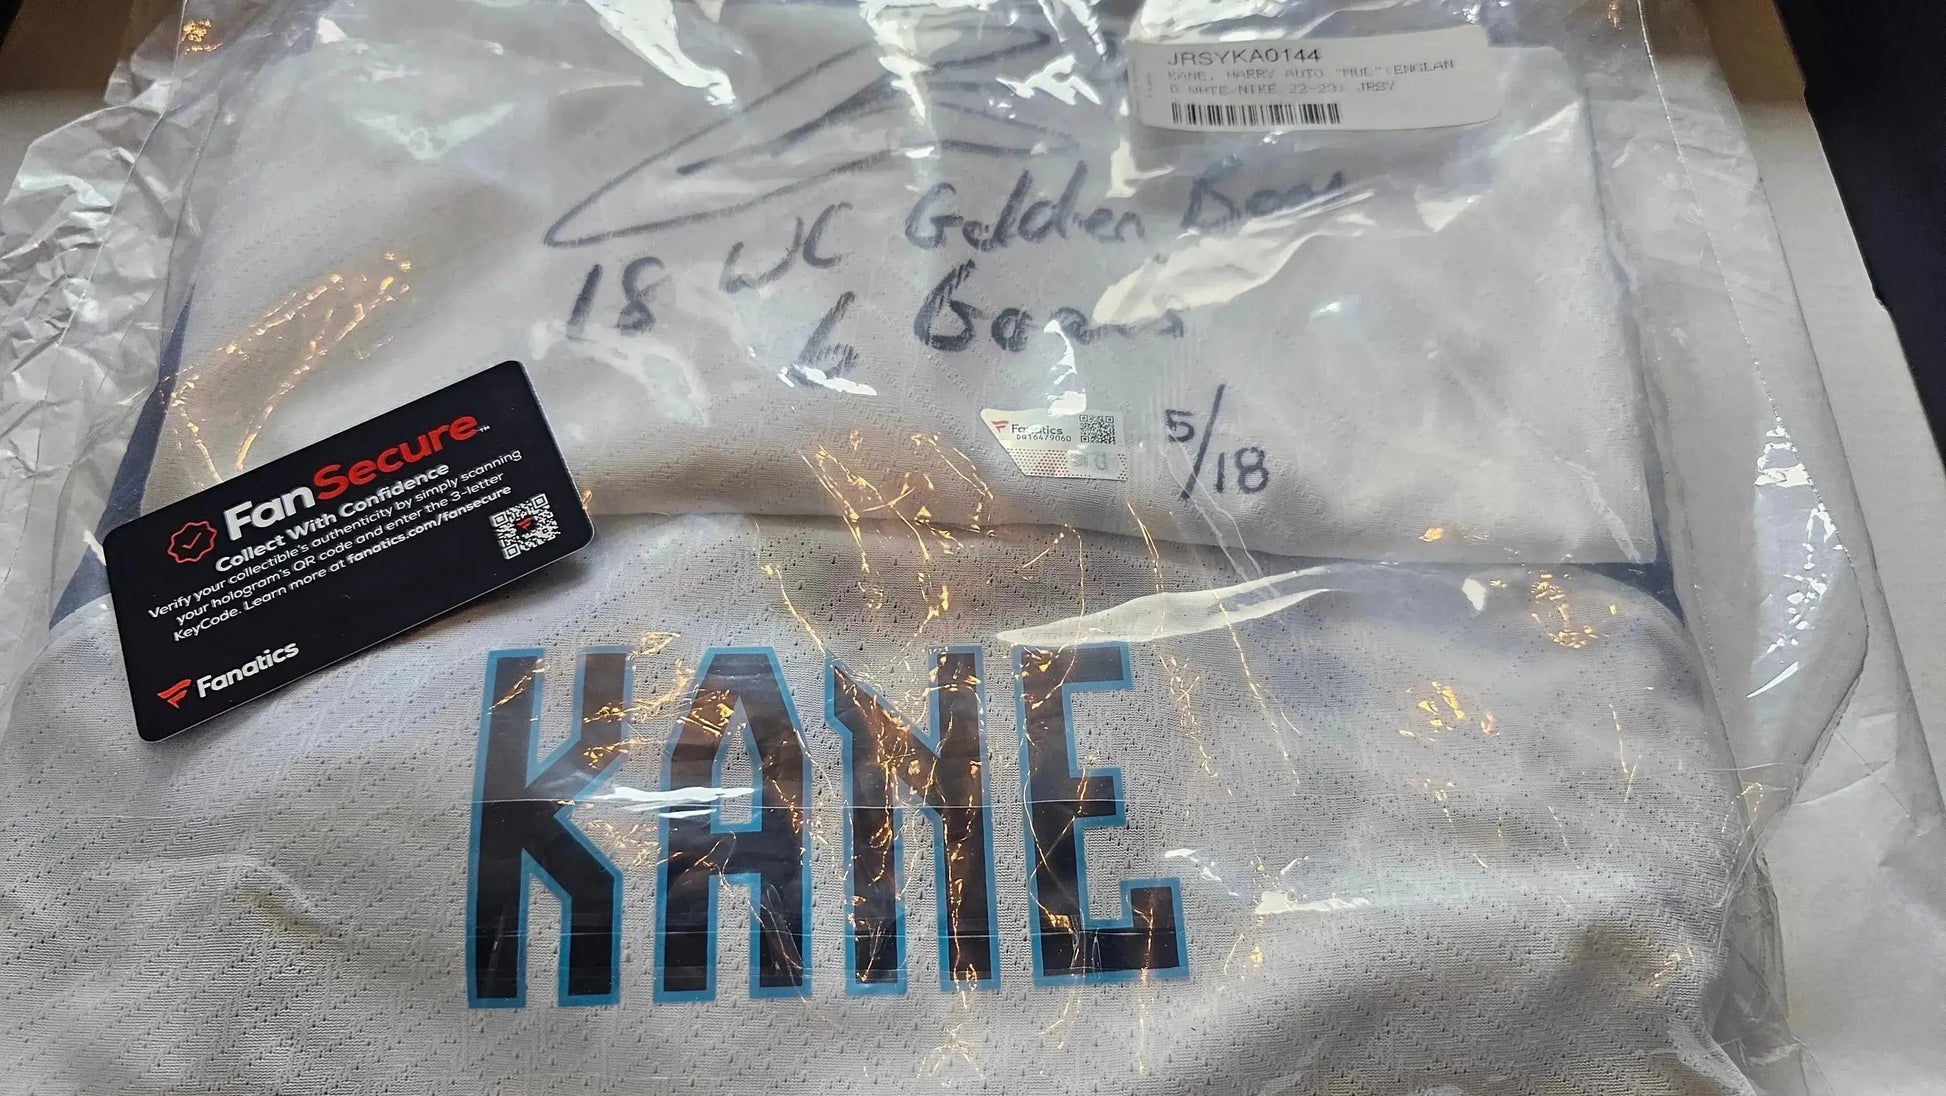 JRSYKA0144
KANE, HARRY AUTO "MUL" (ENGLAN
D WHTE/NIKE/22-23) JRSY
18 WC Golden Boot
6 Goals
Fanatics
DQ16479060
5/18
FanSecure™
Collect With Confidence
Verify your collectible's authenticity by simply scanning
your hologram's QR code and enter the 3-letter
KeyCode. Learn more at fanatics.com/fansecure
Fanatics
KANE